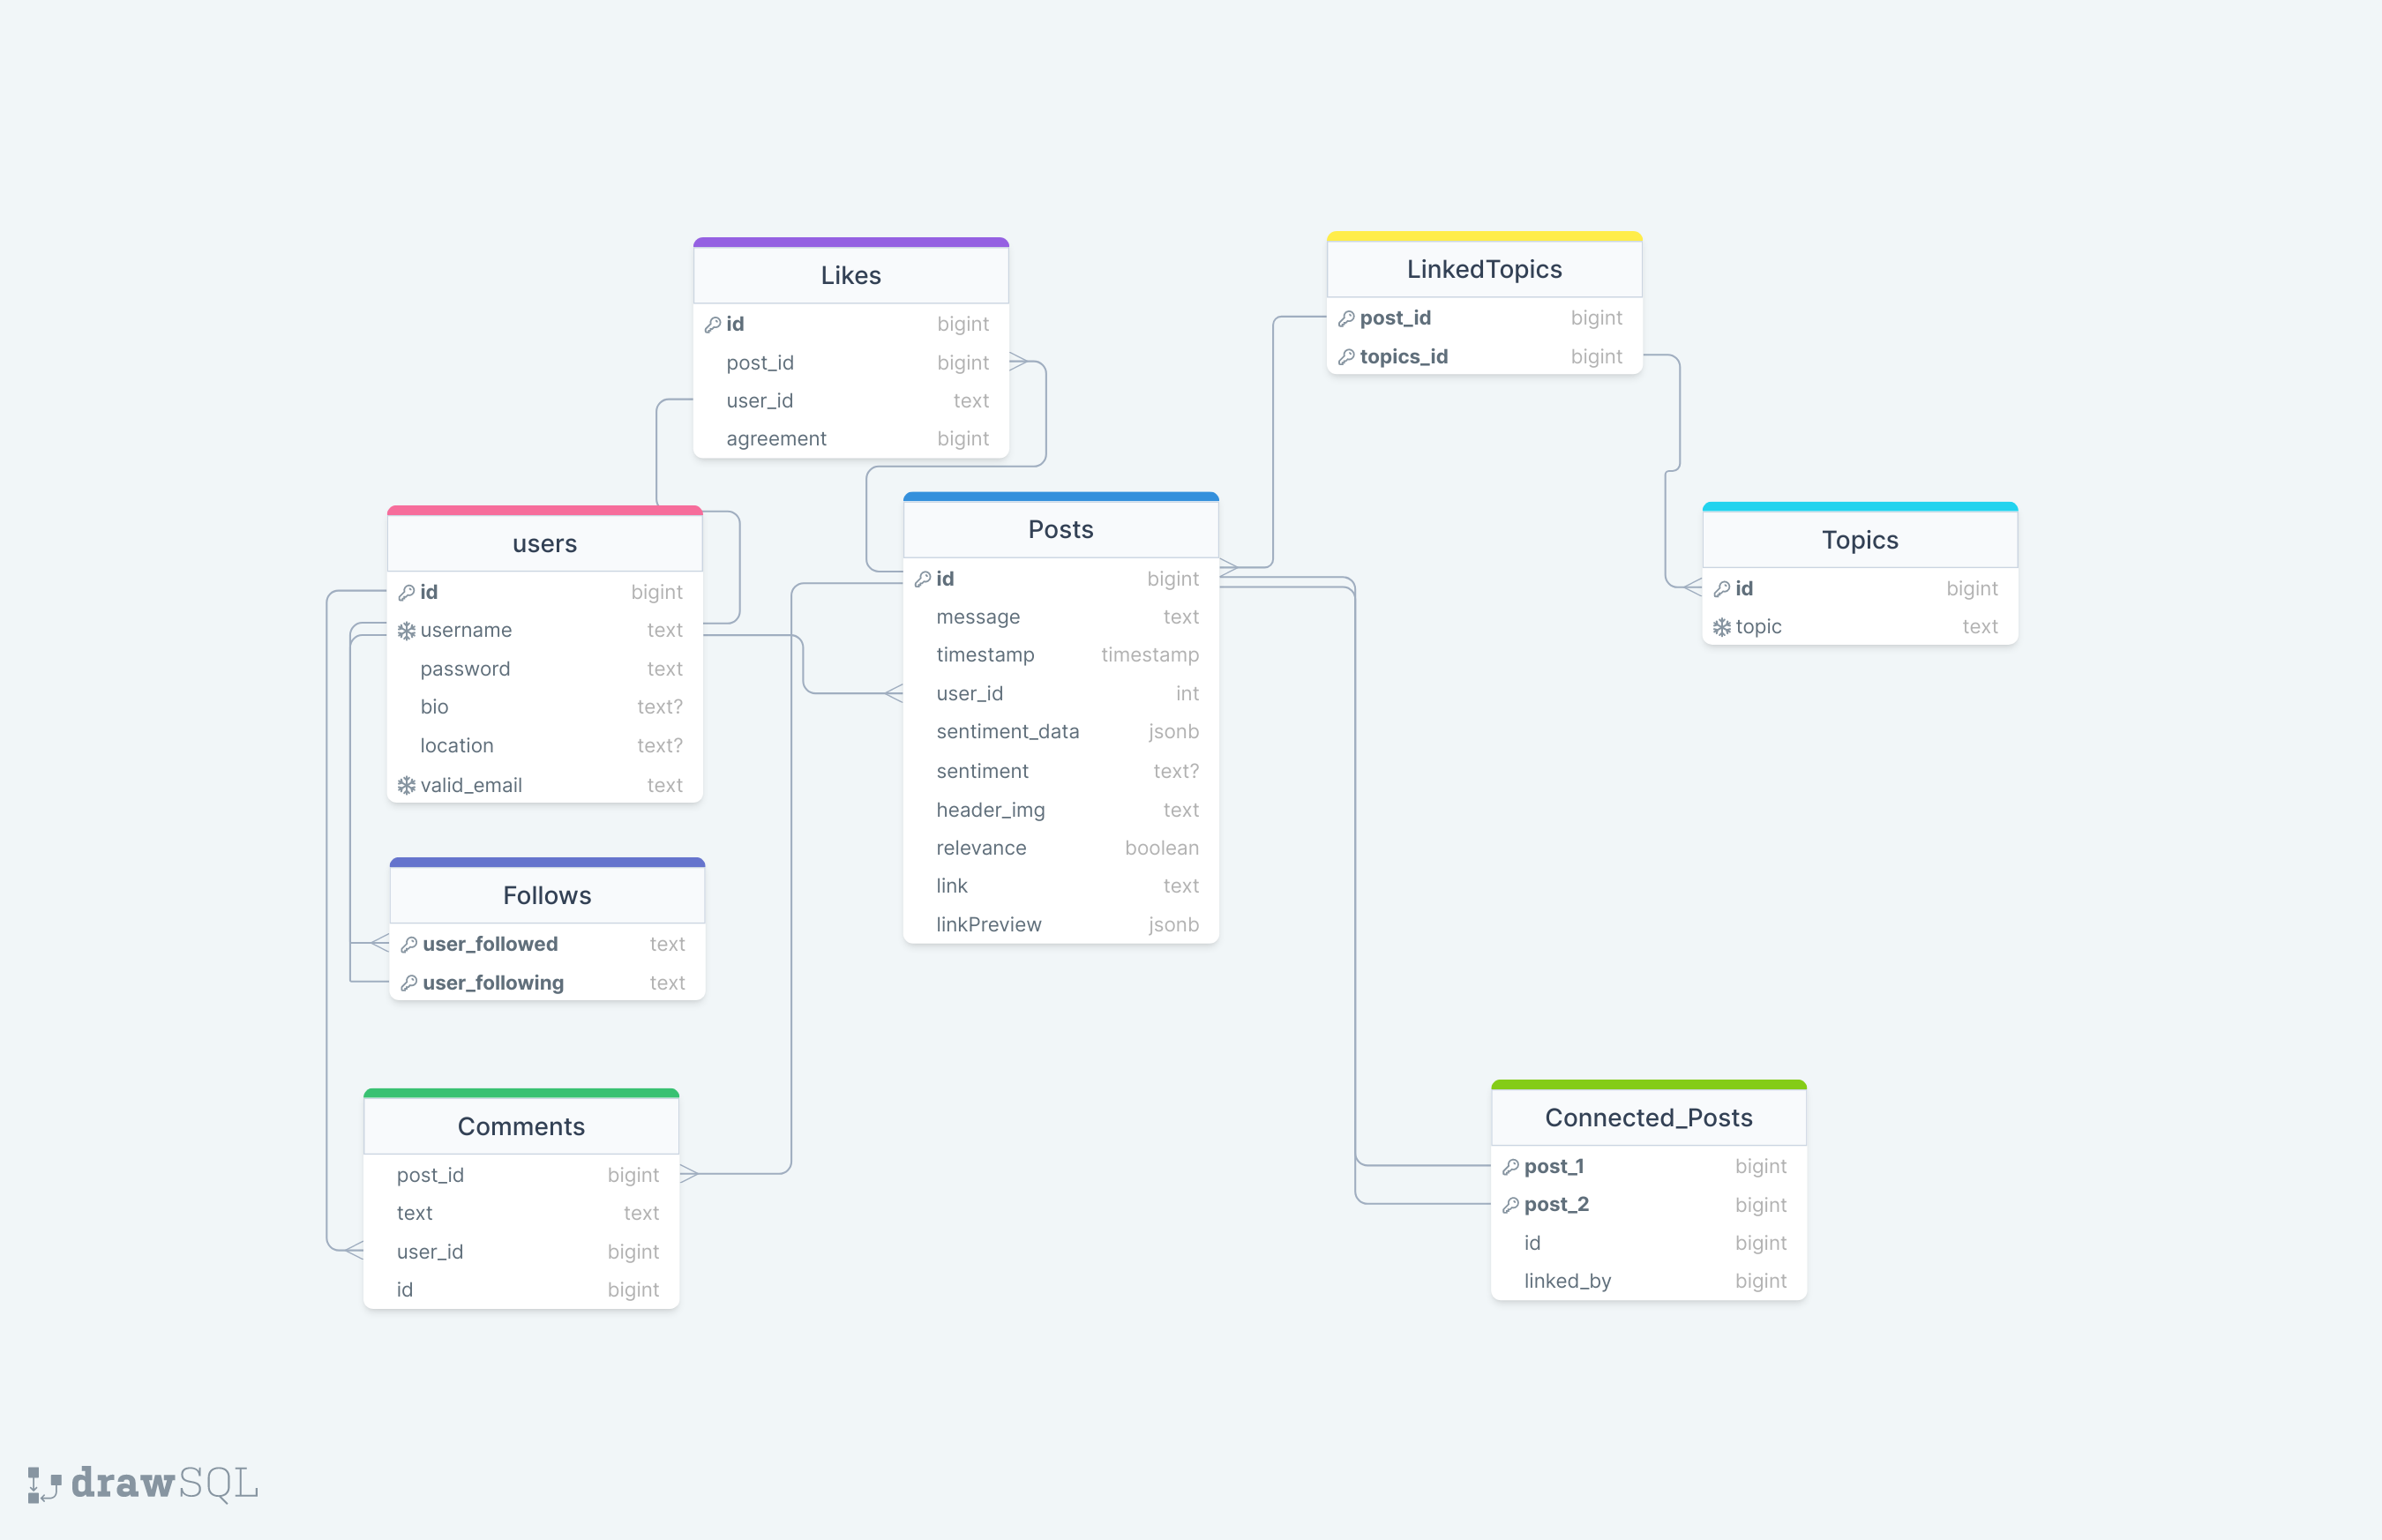 Likes
id bigint
post_id bigint
user_id text
agreement bigint
LinkedTopics
post_id bigint
topics_id bigint
users
id bigint
username text
password text
bio text?
location text?
valid_email text
Posts
id bigint
message text
timestamp timestamp
user_id int
sentiment_data jsonb
sentiment text?
header_img text
relevance boolean
link text
linkPreview jsonb
Topics
id bigint
topic text
Follows
user_followed text
user_following text
Comments
post_id bigint
text text
user_id bigint
id bigint
Connected_Posts
post_1 bigint
post_2 bigint
id bigint
linked_by bigint
drawSQL